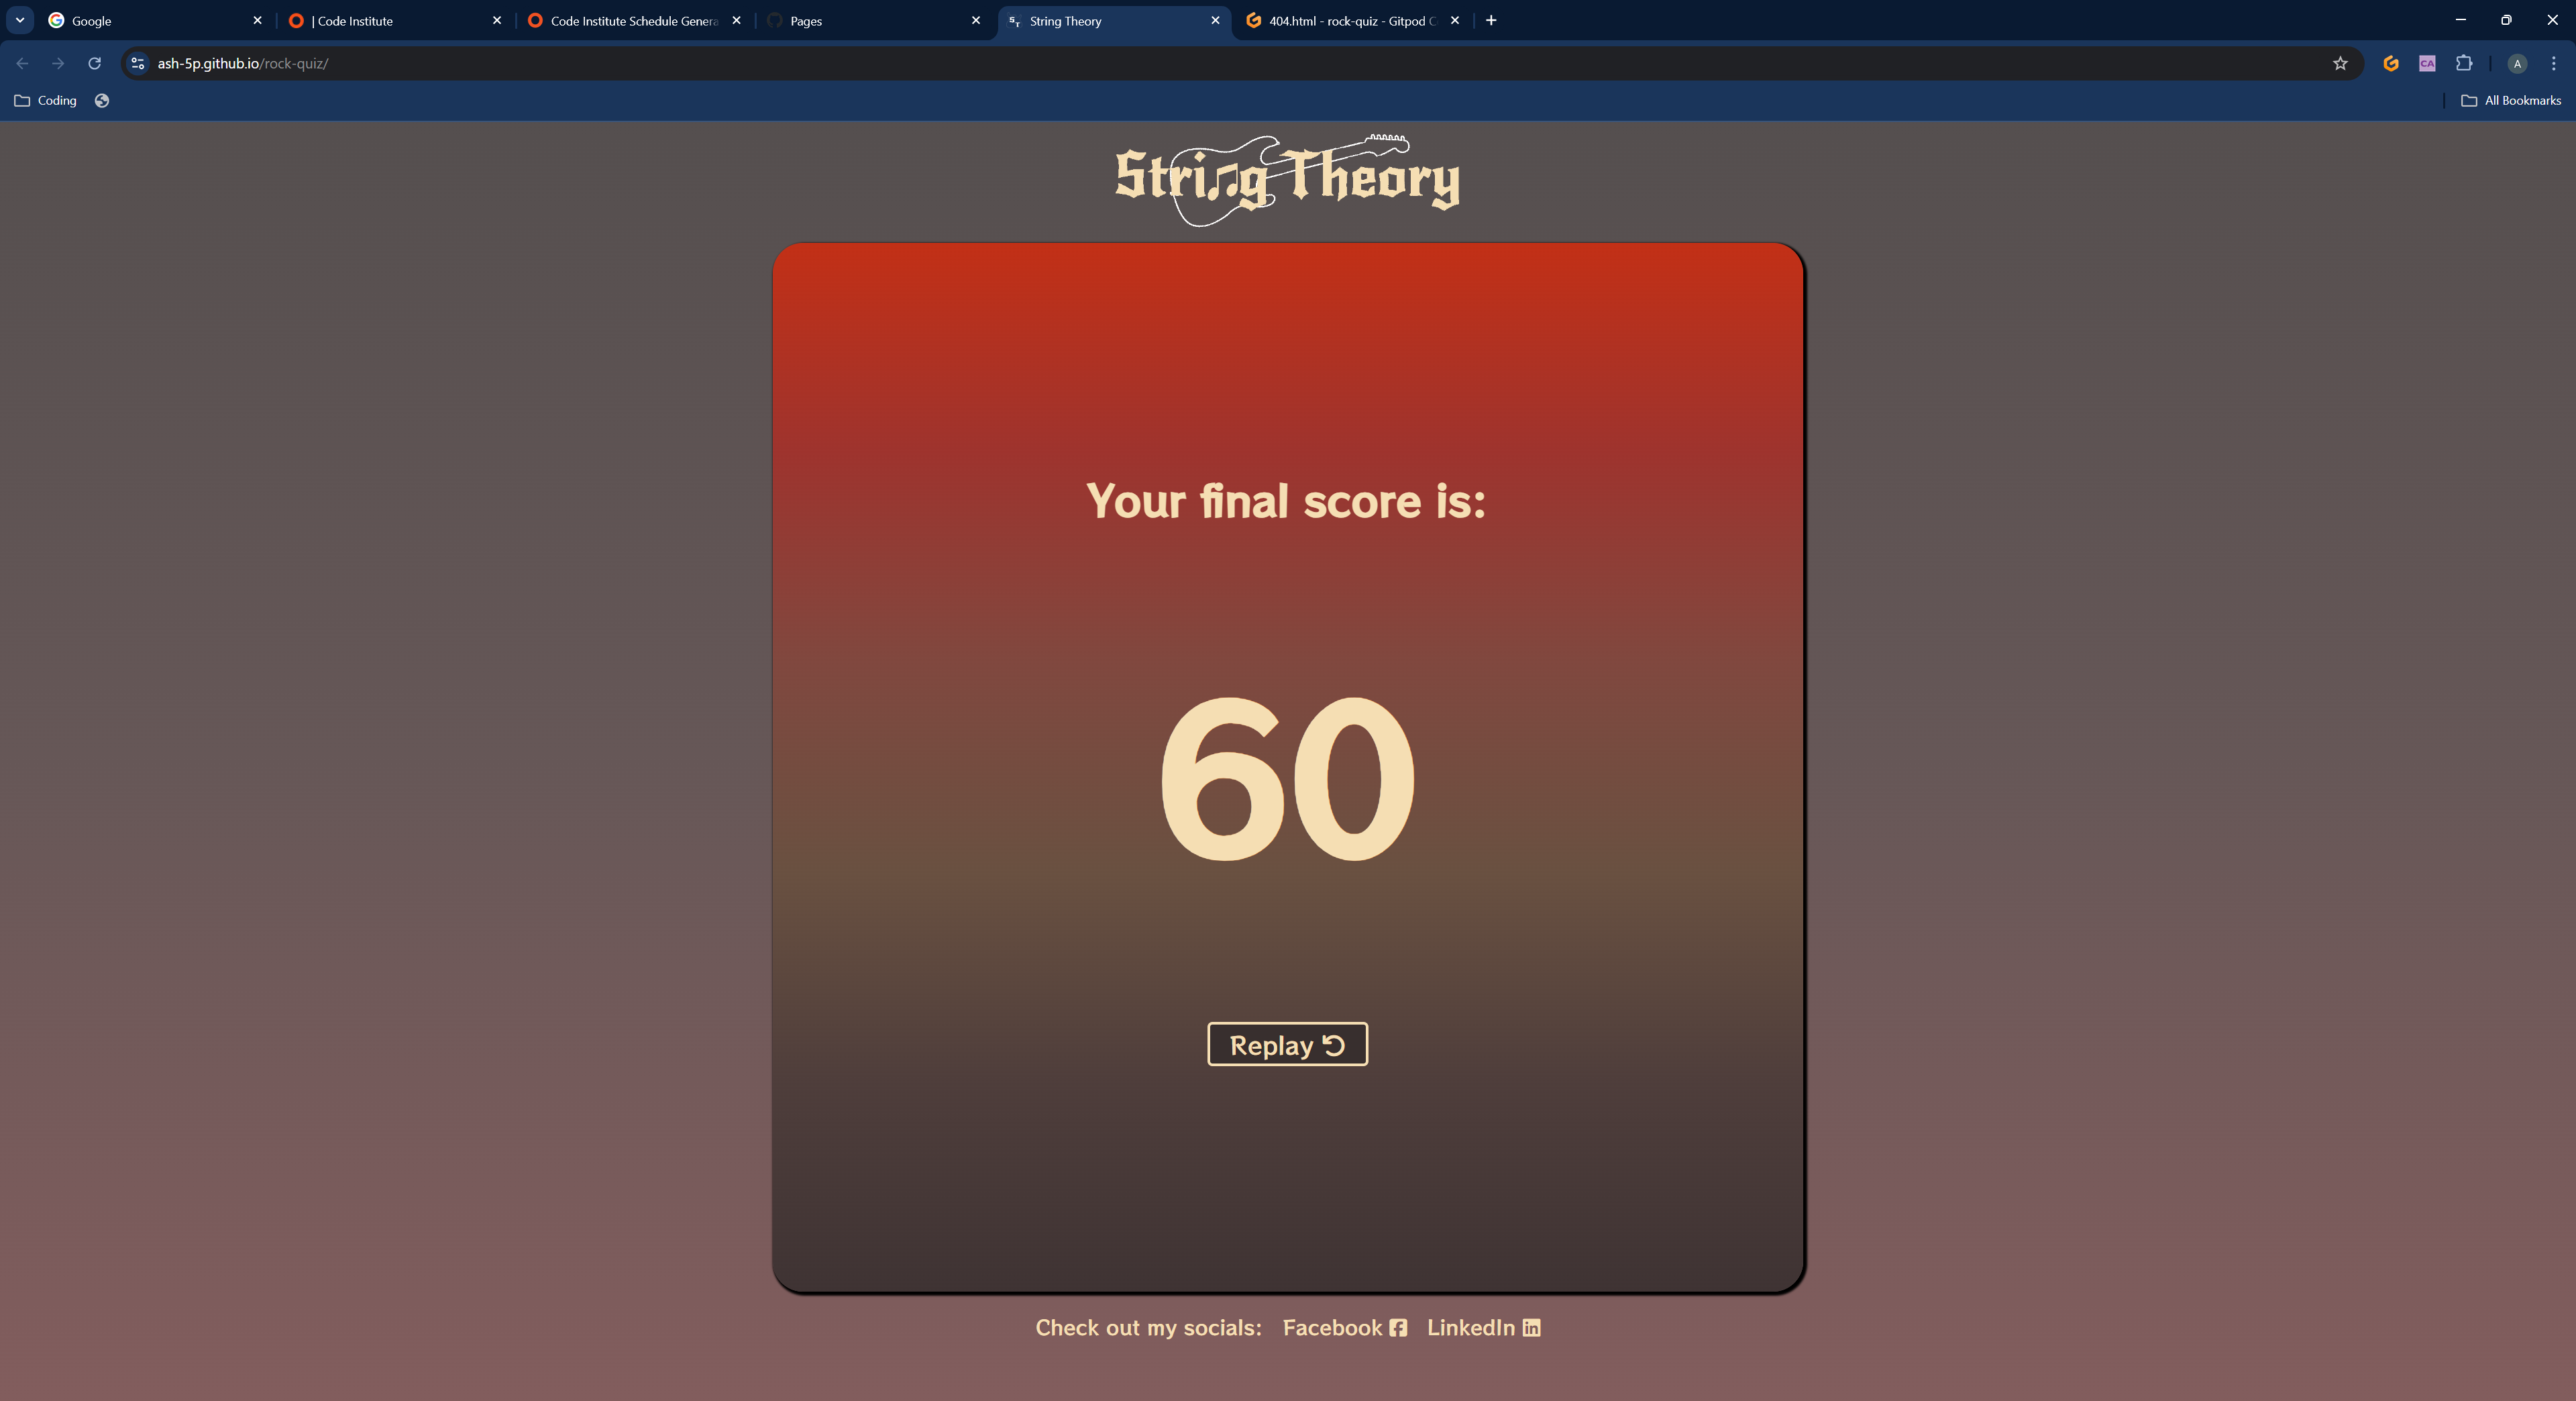 Google
| Code Institute
Code Institute Schedule Genera
Pages
String Theory
404.html - rock-quiz - Gitpod C
ash-5p.github.io/rock-quiz/
CA
A
Coding
All Bookmarks
String Theory
Your final score is:
60
Replay
Check out my socials: Facebook LinkedIn